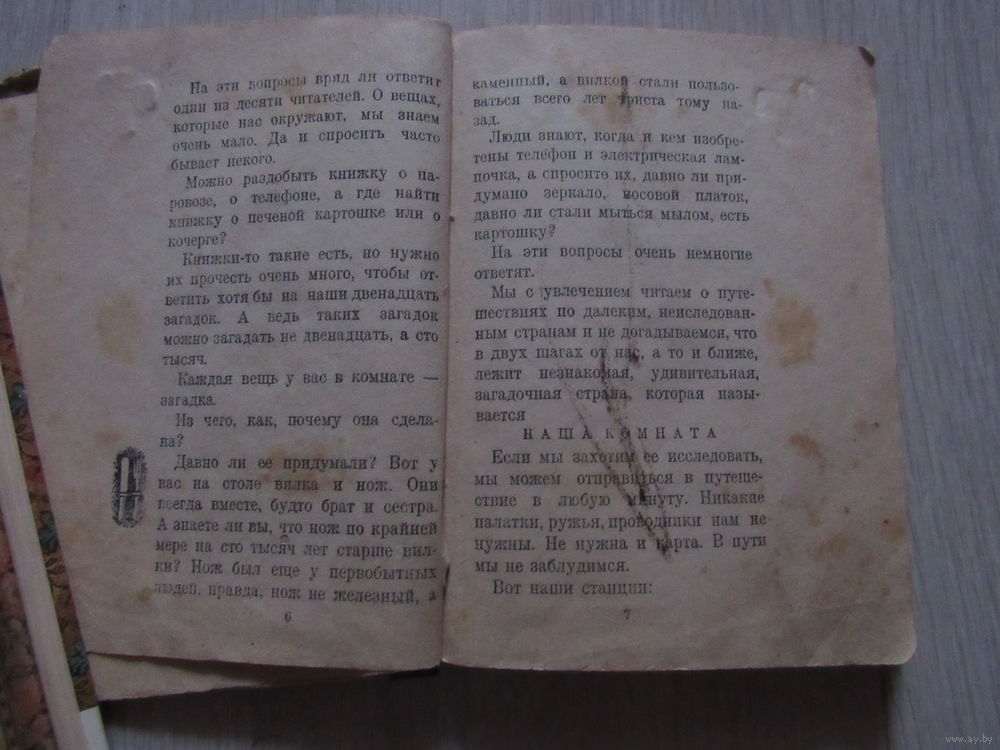 На эти вопросы вряд ли ответит
один из десяти читателей. О вещах,
которые нас окружают, мы знаем
очень мало. Да и спросить часто
бывает некого.
Можно раздобыть книжку о па-
ровозе, о телефоне, а где найти
книжку о печеной картошке или о
кочерге?
Книжки-то такие есть, но нужно
их прочесть очень много, чтобы от-
ветить хотя бы на наши двенадцать
загадок. А ведь таких загадок
можно загадать не двенадцать, а сто
тысяч.
Каждая вещь у вас в комнате —
загадка.
Из чего, как, почему она сдела-
на?
Давно ли ее придумали? Вот у
вас на столе вилка и нож. Они
всегда вместе, будто брат и сестра.
А знаете ли вы, что нож по крайней
мере на сто тысяч лет старше вил-
ки? Нож был еще у первобытных
людей, правда, нож не железный, а
6
каменный, а вилкой стали пользо-
ваться всего лет триста тому на-
зад.
Люди знают, когда и кем изобре-
тены телефон и электрическая лам-
почка, а спросите их, давно ли при-
думано зеркало, носовой платок,
давно ли стали мыться мылом, есть
картошку?
На эти вопросы очень немногие
ответят.
Мы с увлечением читаем о путе-
шествиях по далеким, неисследован-
ным странам и не догадываемся, что
в двух шагах от нас, а то и ближе,
лежит незнакомая, удивительная,
загадочная страна, которая назы-
вается
НАША КОМНАТА
Если мы захотим ее исследовать,
мы можем отправиться в путеше-
ствие в любую минуту. Никакие
палатки, ружья, проводники нам не
нужны. Не нужна и карта. В пути
мы не заблудимся.
Вот наши станции:
7
www.ay.by